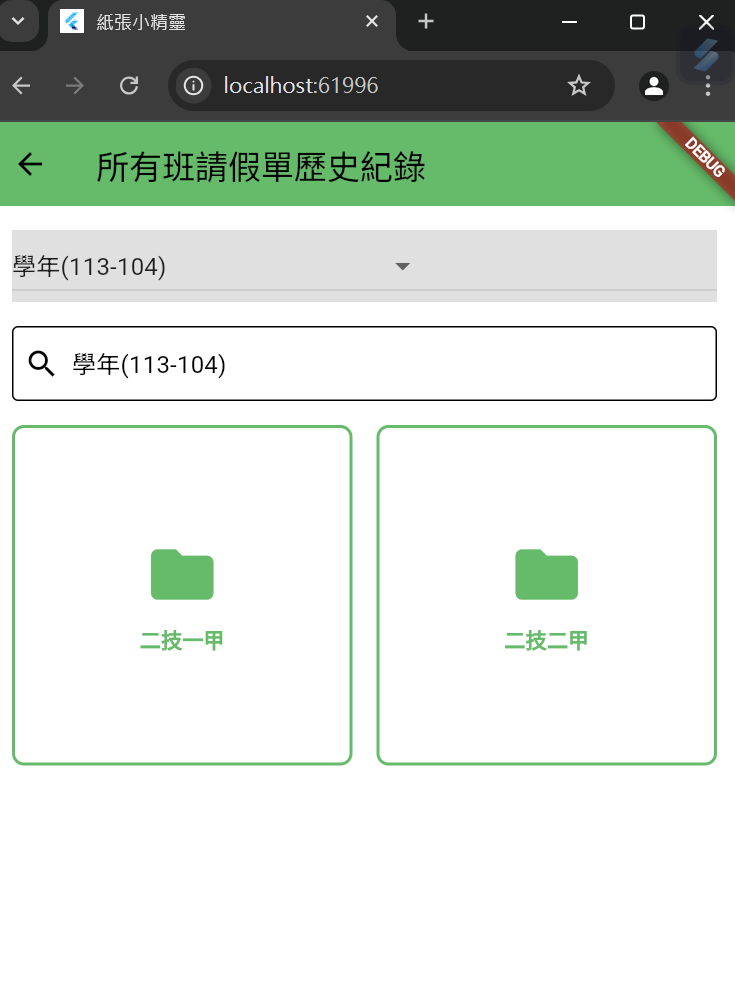 紙張小精靈
localhost:61996
所有班請假單歷史紀錄
DEBUG
學年(113-104)
學年(113-104)
二技一甲
二技二甲